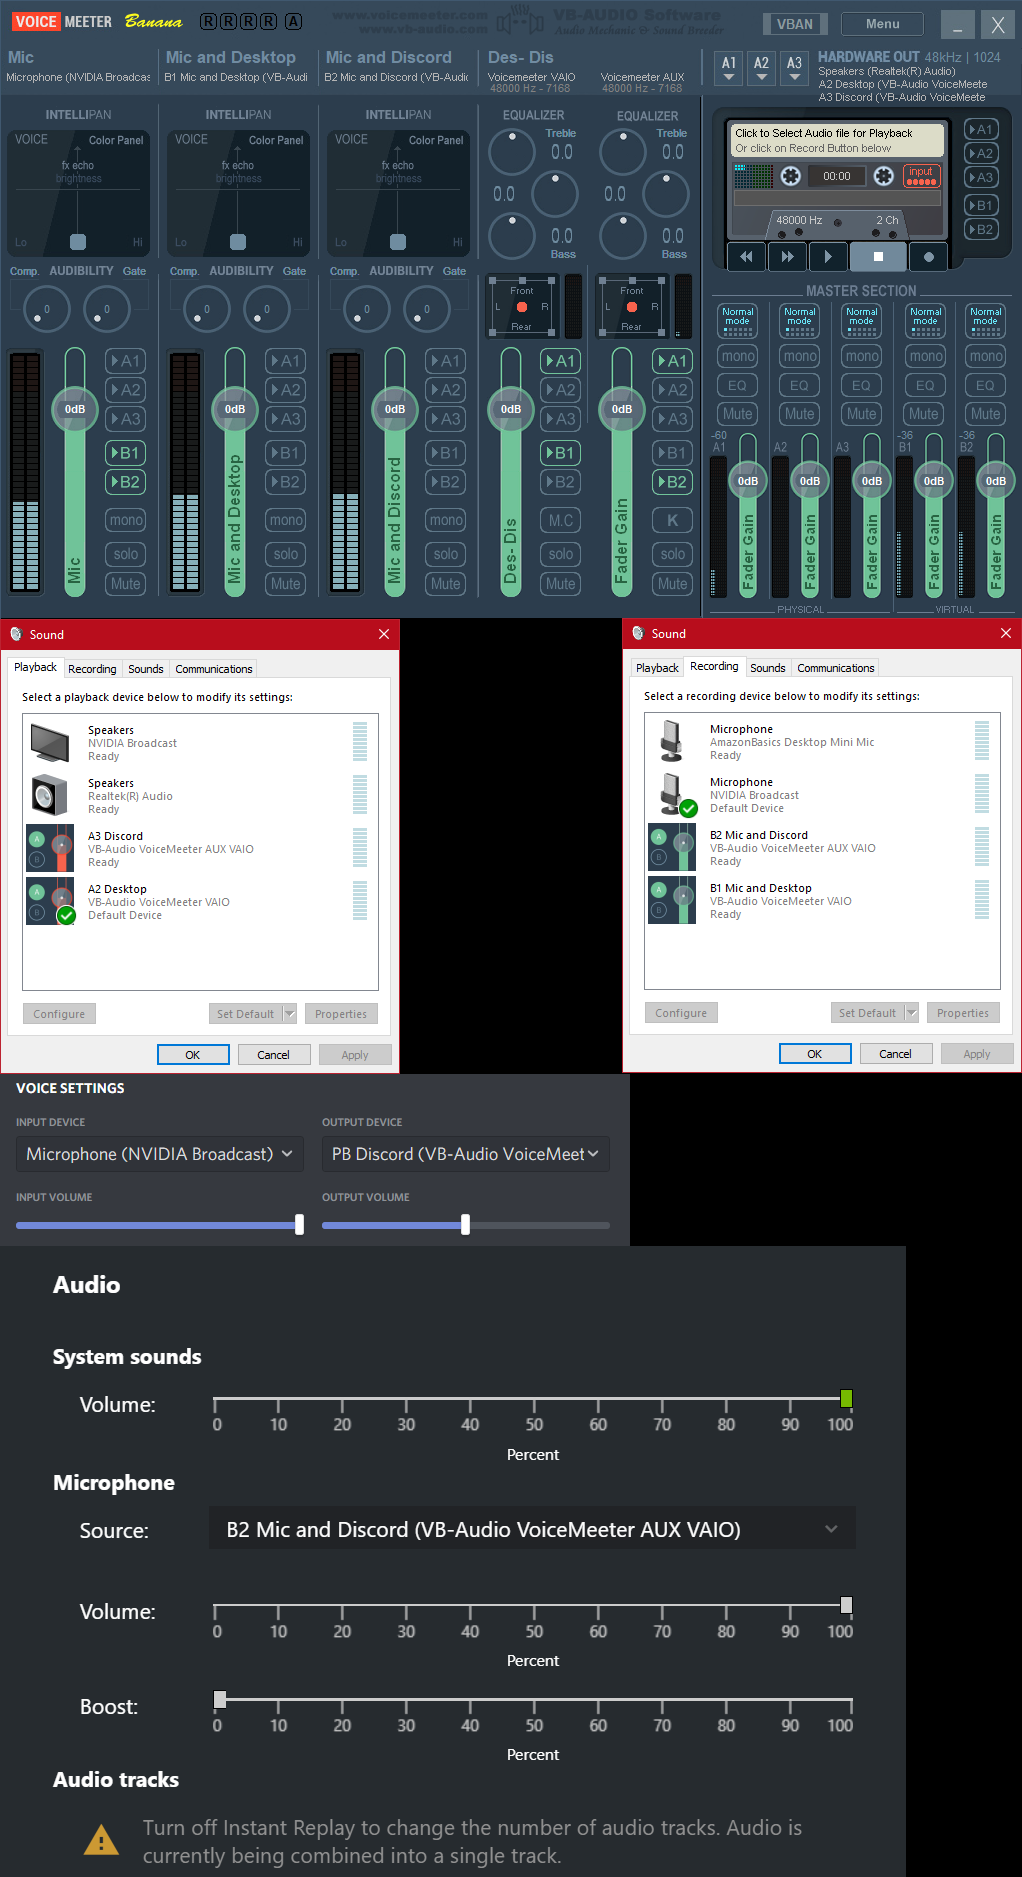 VOICE MEETER Banana R R R R A
www.voicemeeter.com
www.vb-audio.com
VB-AUDIO Software
Audio Mechanic & Sound Breeder
VBAN Menu _ X
Mic
Microphone (NVIDIA Broadcas
Mic and Desktop
B1 Mic and Desktop (VB-Audi
Mic and Discord
B2 Mic and Discord (VB-Audic
Des- Dis
Voicemeeter VAIO
48000 Hz - 7168
Voicemeeter AUX
48000 Hz - 7168
A1 A2 A3
HARDWARE OUT 48kHz | 1024
Speakers (Realtek(R) Audio)
A2 Desktop (VB-Audio VoiceMeete
A3 Discord (VB-Audio VoiceMeete
INTELLIPAN INTELLIPAN INTELLIPAN
VOICE Color Panel VOICE Color Panel VOICE Color Panel
fx echo fx echo fx echo
brightness brightness brightness
Lo Hi Lo Hi Lo Hi
Comp. AUDIBILITY Gate Comp. AUDIBILITY Gate Comp. AUDIBILITY Gate
0 0 0 0 0 0
EQUALIZER EQUALIZER
Treble Treble
0.0 0.0
0.0 0.0
0.0 0.0
Bass Bass
Front Front
L R L R
Rear Rear
Click to Select Audio file for Playback
Or click on Record Button below
00:00 input
48000 Hz 2 Ch
A1
A2
A3
B1
B2
MASTER SECTION
Normal mode Normal mode Normal mode Normal mode Normal mode
mono mono mono mono mono
EQ EQ EQ EQ EQ
Mute Mute Mute Mute Mute
-60 -36 -36
A1 A2 A3 B1 B2
0dB 0dB 0dB 0dB 0dB
Fader Gain Fader Gain Fader Gain Fader Gain Fader Gain
PHYSICAL VIRTUAL
A1 A1 A1 A1 A1
A2 A2 A2 A2 A2
0dB 0dB 0dB 0dB 0dB
A3 A3 A3 A3 A3
B1 B1 B1 B1 B1
B2 B2 B2 B2 B2
Mic Mic and Desktop Mic and Discord Des- Dis Fader Gain
mono mono mono M.C K
solo solo solo solo solo
Mute Mute Mute Mute Mute
Sound
Playback Recording Sounds Communications
Select a playback device below to modify its settings:
Speakers
NVIDIA Broadcast
Ready
Speakers
Realtek(R) Audio
Ready
A3 Discord
VB-Audio VoiceMeeter AUX VAIO
Ready
A2 Desktop
VB-Audio VoiceMeeter VAIO
Default Device
Configure Set Default Properties
OK Cancel Apply
Sound
Playback Recording Sounds Communications
Select a recording device below to modify its settings:
Microphone
AmazonBasics Desktop Mini Mic
Ready
Microphone
NVIDIA Broadcast
Default Device
B2 Mic and Discord
VB-Audio VoiceMeeter AUX VAIO
Ready
B1 Mic and Desktop
VB-Audio VoiceMeeter VAIO
Ready
Configure Set Default Properties
OK Cancel Apply
VOICE SETTINGS
INPUT DEVICE OUTPUT DEVICE
Microphone (NVIDIA Broadcast) PB Discord (VB-Audio VoiceMeet
INPUT VOLUME OUTPUT VOLUME
Audio
System sounds
Volume:
0 10 20 30 40 50 60 70 80 90 100
Percent
Microphone
Source: B2 Mic and Discord (VB-Audio VoiceMeeter AUX VAIO)
Volume:
0 10 20 30 40 50 60 70 80 90 100
Percent
Boost:
0 10 20 30 40 50 60 70 80 90 100
Percent
Audio tracks
Turn off Instant Replay to change the number of audio tracks. Audio is
currently being combined into a single track.